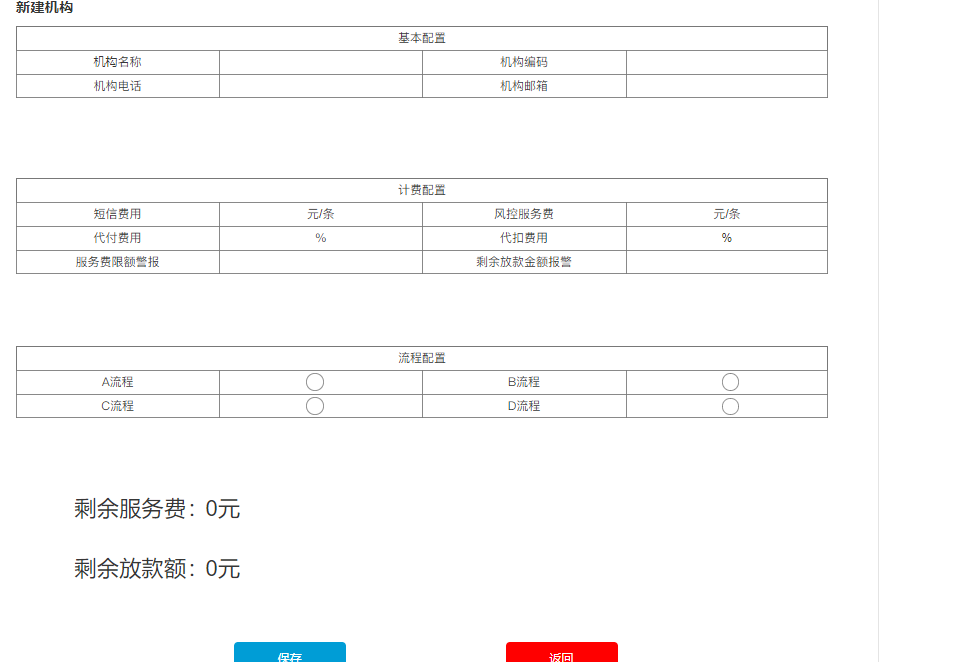 新建机构
基本配置
机构名称 机构编码
机构电话 机构邮箱
计费配置
短信费用 元/条 风控服务费 元/条
代付费用 % 代扣费用 %
服务费限额警报 剩余放款金额报警
流程配置
A流程 B流程
C流程 D流程
剩余服务费：0元
剩余放款额：0元
保存 返回